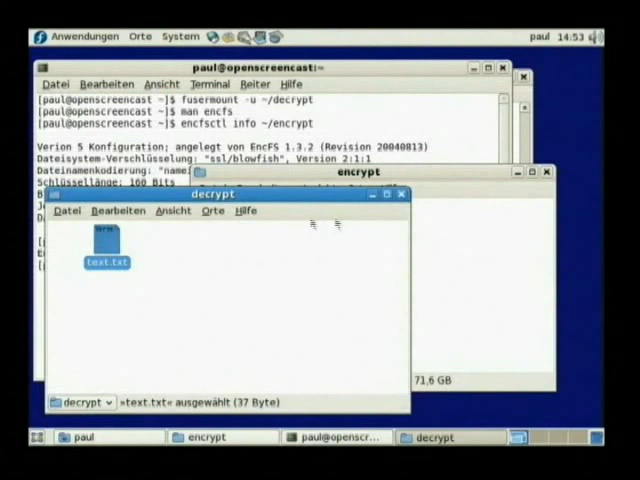 Anwendungen Orte System paul 14:53
paul@openscreencast:~
Datei Bearbeiten Ansicht Terminal Reiter Hilfe
[paul@openscreencast ~]$ fusermount -u ~/decrypt
[paul@openscreencast ~]$ man encfs
[paul@openscreencast ~]$ encfsctl info ~/encrypt
Version 5 Konfiguration; angelegt von EncFS 1.3.2 (Revision 20040813)
Dateisystem-Verschlüsselung: "ssl/blowfish", Version 2:1:1
Dateinamenkodierung: "name
Schlüssellänge: 160 Bits
encrypt
71,6 GB
decrypt
Datei Bearbeiten Ansicht Orte Hilfe
text.txt
decrypt »text.txt« ausgewählt (37 Byte)
paul encrypt paul@openscr... decrypt